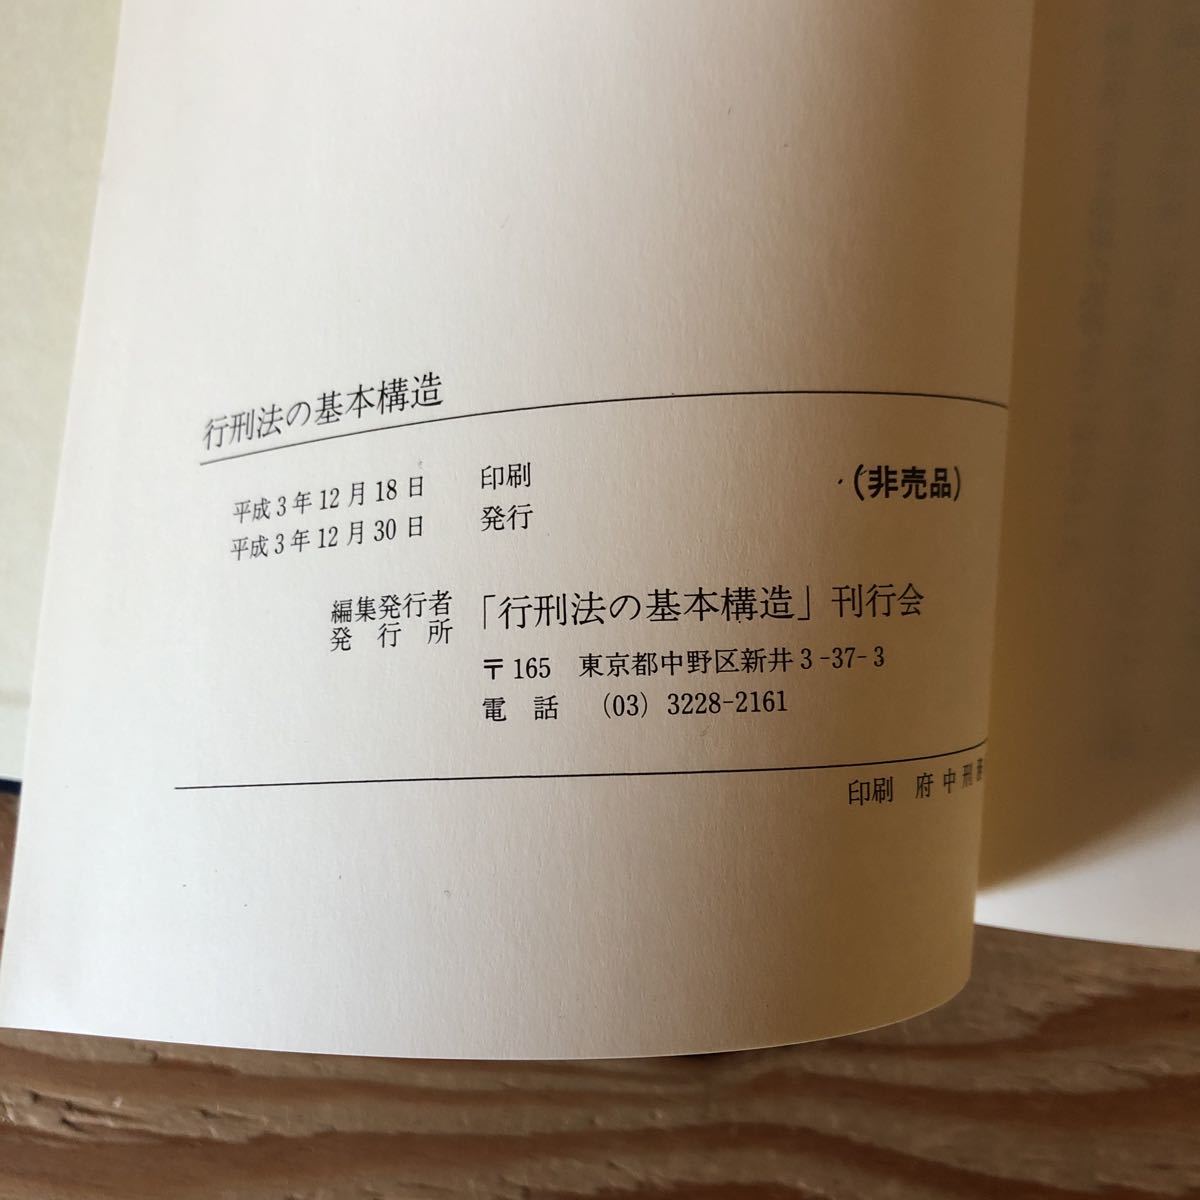 行刑法の基本構造
平成3年12月18日 印刷
平成3年12月30日 発行
(非売品)
編集発行者
発行所
「行刑法の基本構造」刊行会
〒165 東京都中野区新井3-37-3
電話 (03) 3228-2161
印刷 府中刑